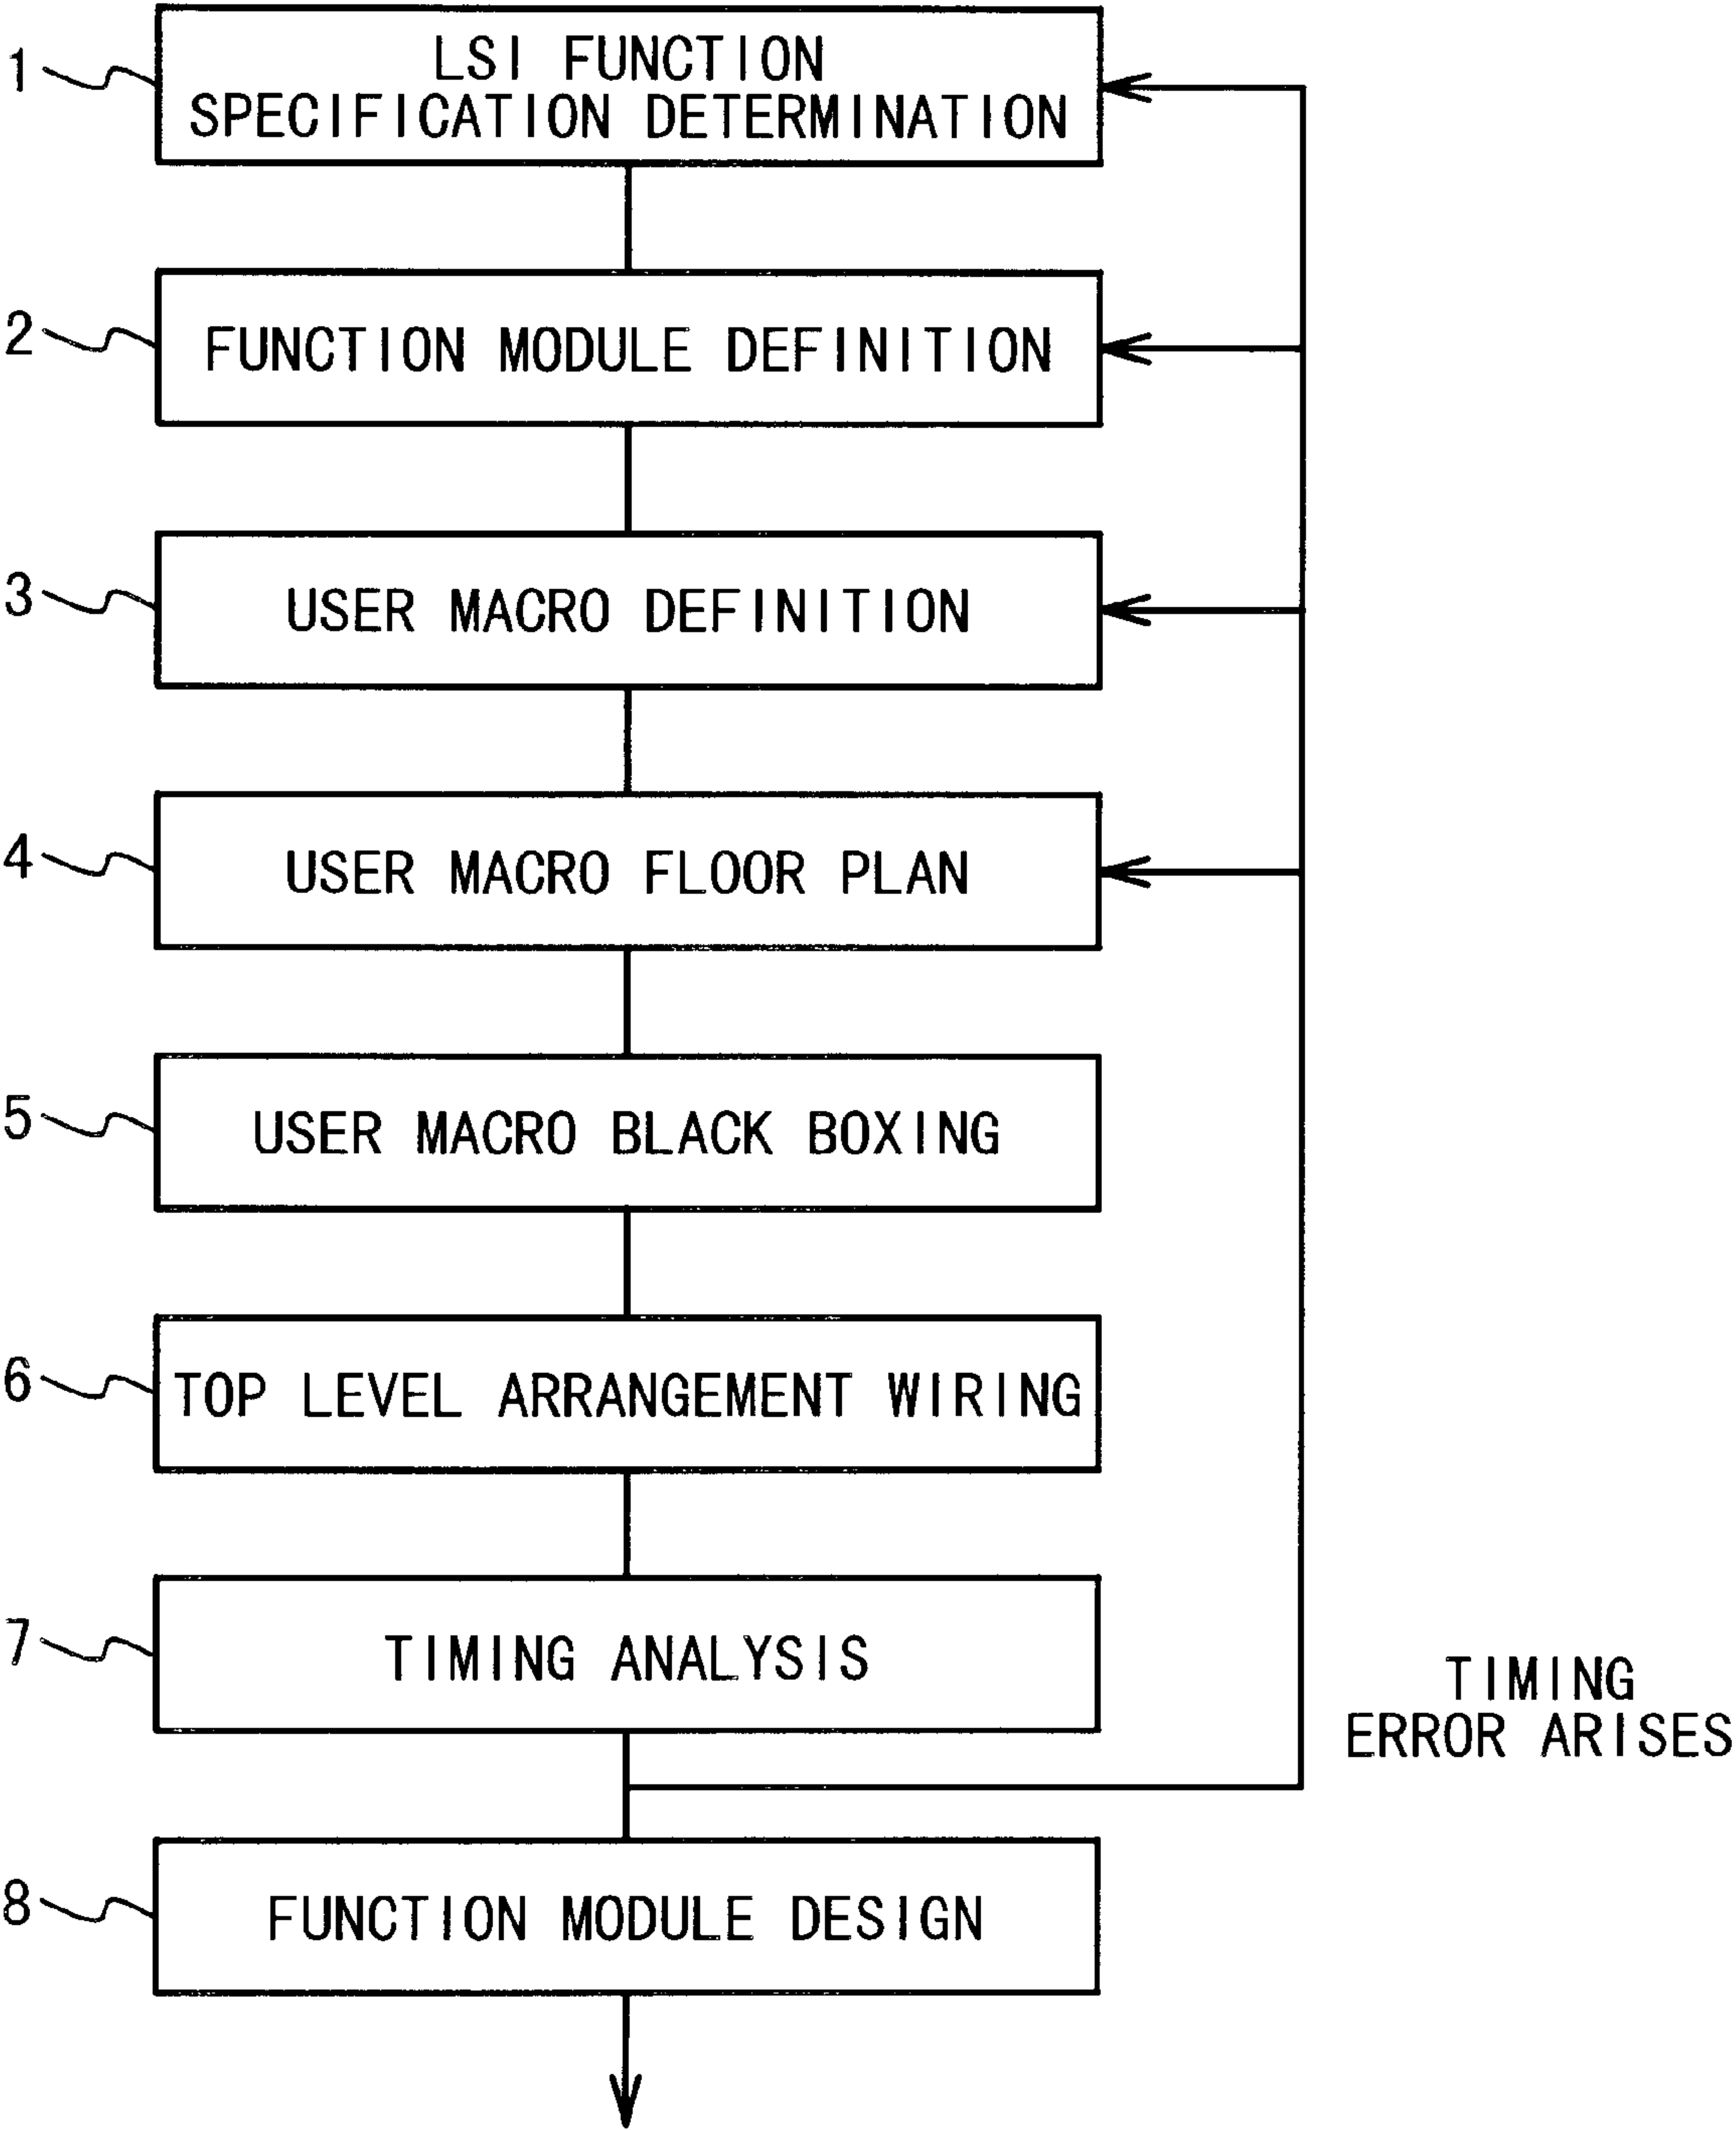 1
LSI FUNCTION
SPECIFICATION DETERMINATION
2
FUNCTION MODULE DEFINITION
3
USER MACRO DEFINITION
4
USER MACRO FLOOR PLAN
5
USER MACRO BLACK BOXING
6
TOP LEVEL ARRANGEMENT WIRING
7
TIMING ANALYSIS
TIMING
ERROR ARISES
8
FUNCTION MODULE DESIGN